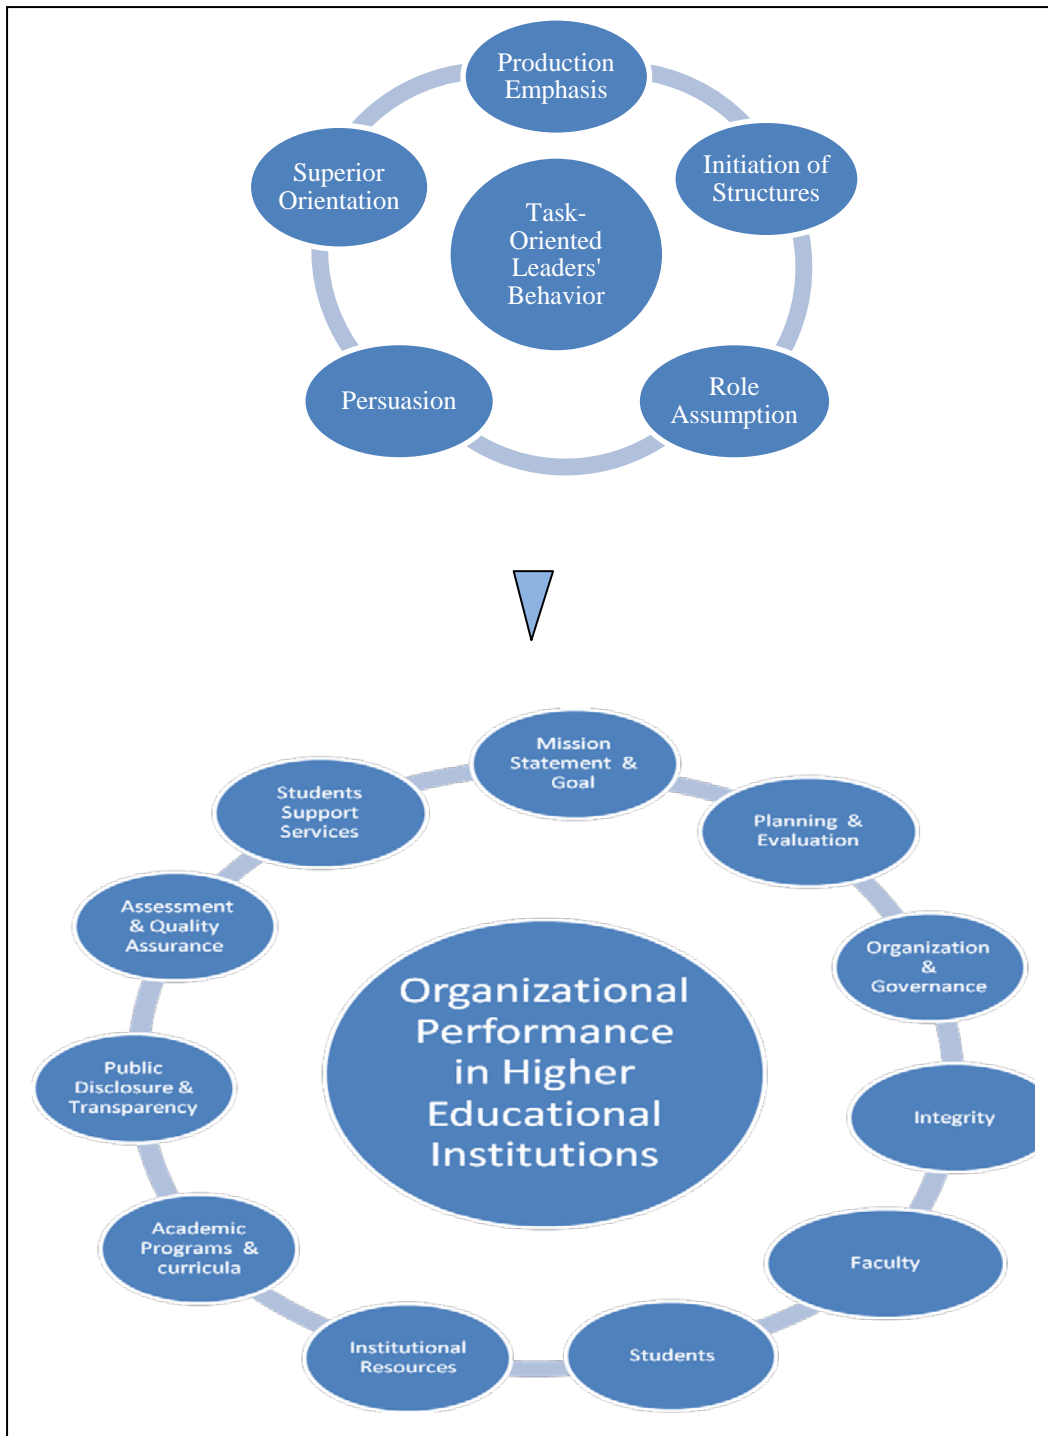 Production
Emphasis
Superior
Orientation
Initiation of
Structures
Task-
Oriented
Leaders'
Behavior
Persuasion
Role
Assumption
Mission
Statement &
Goal
Students
Support
Services
Planning &
Evaluation
Assessment
& Quality
Assurance
Organization
&
Governance
Organizational
Performance
in Higher
Educational
Institutions
Public
Disclosure &
Transparency
Integrity
Academic
Programs &
curricula
Faculty
Institutional
Resources
Students